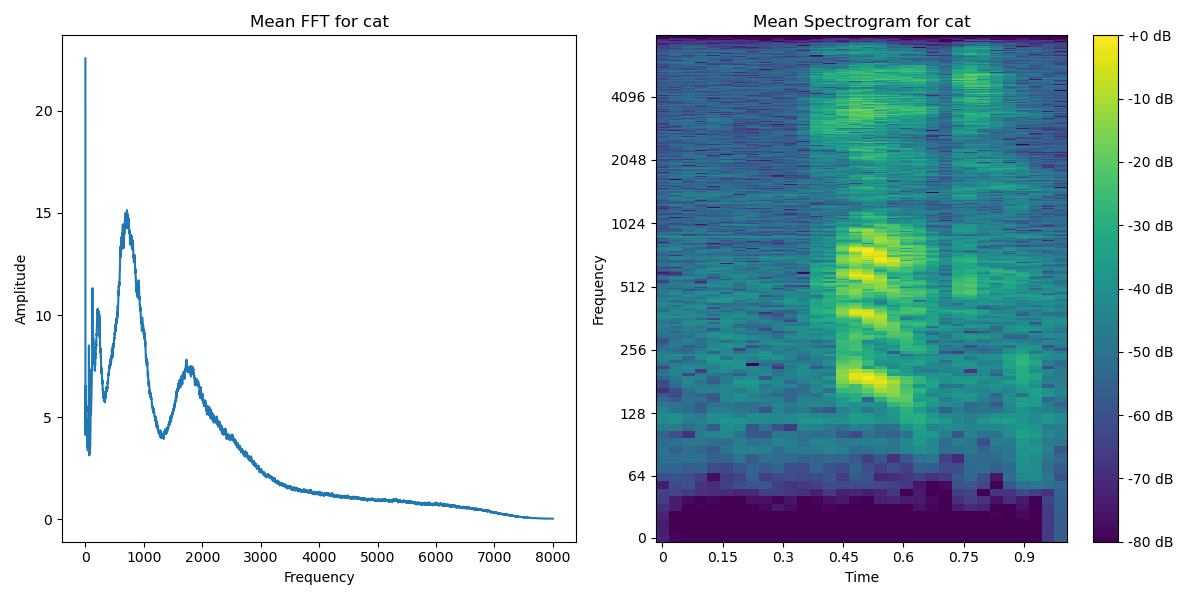 Mean FFT for cat
Amplitude
20
15
10
5
0
0 1000 2000 3000 4000 5000 6000 7000 8000
Frequency
Mean Spectrogram for cat
Frequency
4096
2048
1024
512
256
128
64
0
0 0.15 0.3 0.45 0.6 0.75 0.9
Time
+0 dB
-10 dB
-20 dB
-30 dB
-40 dB
-50 dB
-60 dB
-70 dB
-80 dB